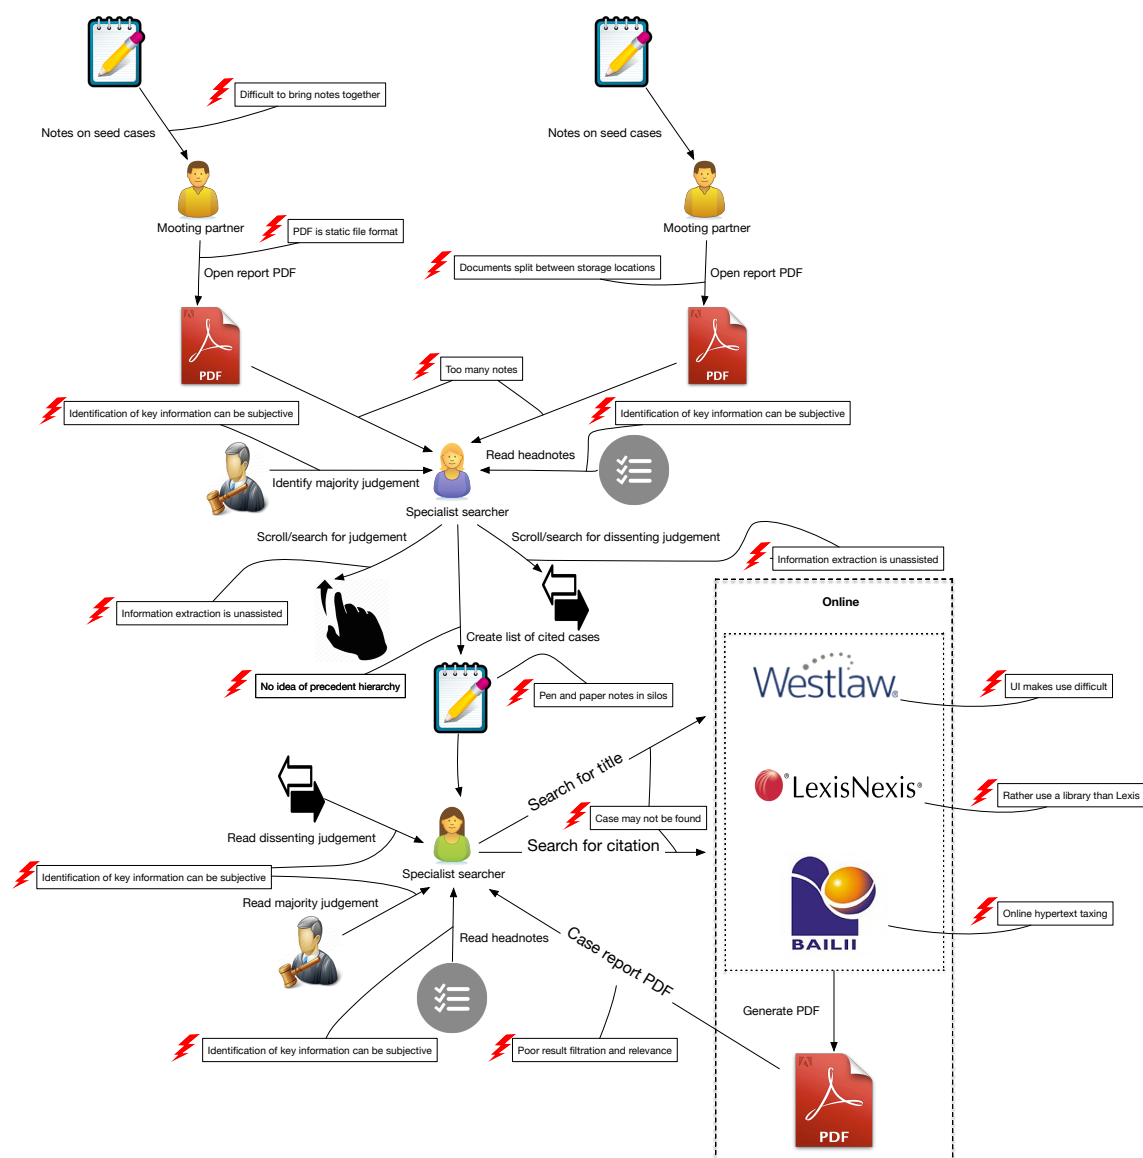 Difficult to bring notes together
Notes on seed cases
Notes on seed cases
Mooting partner
Mooting partner
PDF is static file format
Documents split between storage locations
Open report PDF
Open report PDF
PDF
PDF
Too many notes
Identification of key information can be subjective
Identification of key information can be subjective
Read headnotes
Identify majority judgement
Specialist searcher
Scroll/search for judgement
Scroll/search for dissenting judgement
Information extraction is unassisted
Information extraction is unassisted
Online
Create list of cited cases
No idea of precedent hierarchy
Pen and paper notes in silos
Westlaw.
UI makes use difficult
Search for title
LexisNexis®
Rather use a library than Lexis
Case may not be found
Read dissenting judgement
Search for citation
Specialist searcher
Identification of key information can be subjective
Read majority judgement
BAILII
Online hypertext taxing
Read headnotes
Case report PDF
Generate PDF
Identification of key information can be subjective
Poor result filtration and relevance
PDF